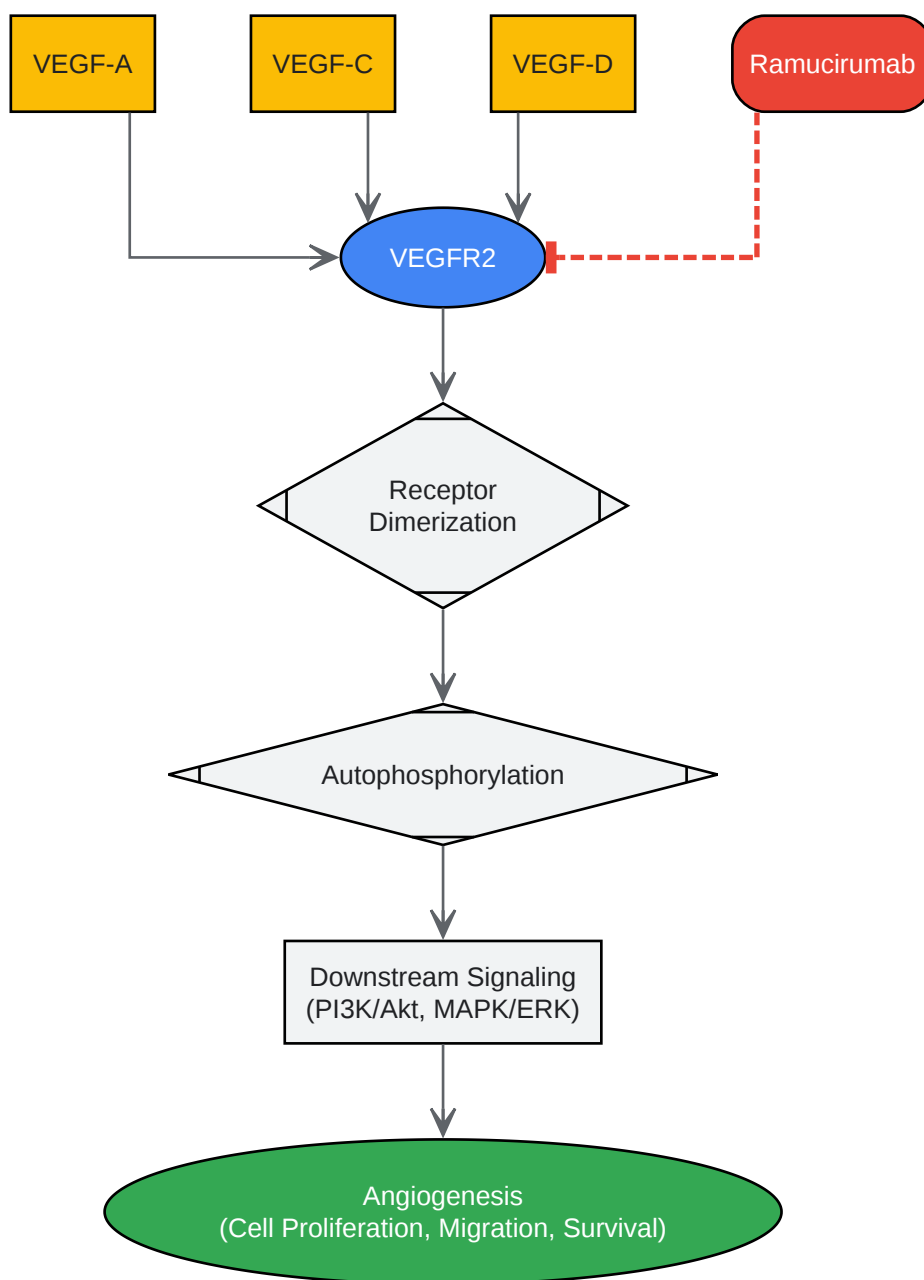 VEGF-A
VEGF-C
VEGF-D
Ramucirumab
VEGFR2
Receptor
Dimerization
Autophosphorylation
Downstream Signaling
(PI3K/Akt, MAPK/ERK)
Angiogenesis
(Cell Proliferation, Migration, Survival)